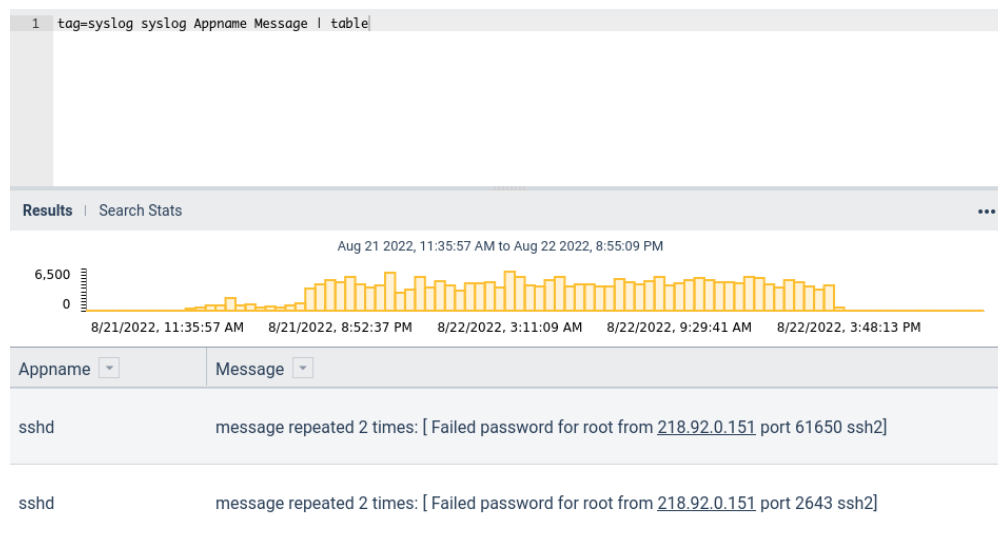 1 tag=syslog syslog Appname Message | table
Results | Search Stats •••
Aug 21 2022, 11:35:57 AM to Aug 22 2022, 8:55:09 PM
6,500
0
8/21/2022, 11:35:57 AM 8/21/2022, 8:52:37 PM 8/22/2022, 3:11:09 AM 8/22/2022, 9:29:41 AM 8/22/2022, 3:48:13 PM
Appname Message
sshd message repeated 2 times: [ Failed password for root from 218.92.0.151 port 61650 ssh2]
sshd message repeated 2 times: [ Failed password for root from 218.92.0.151 port 2643 ssh2]